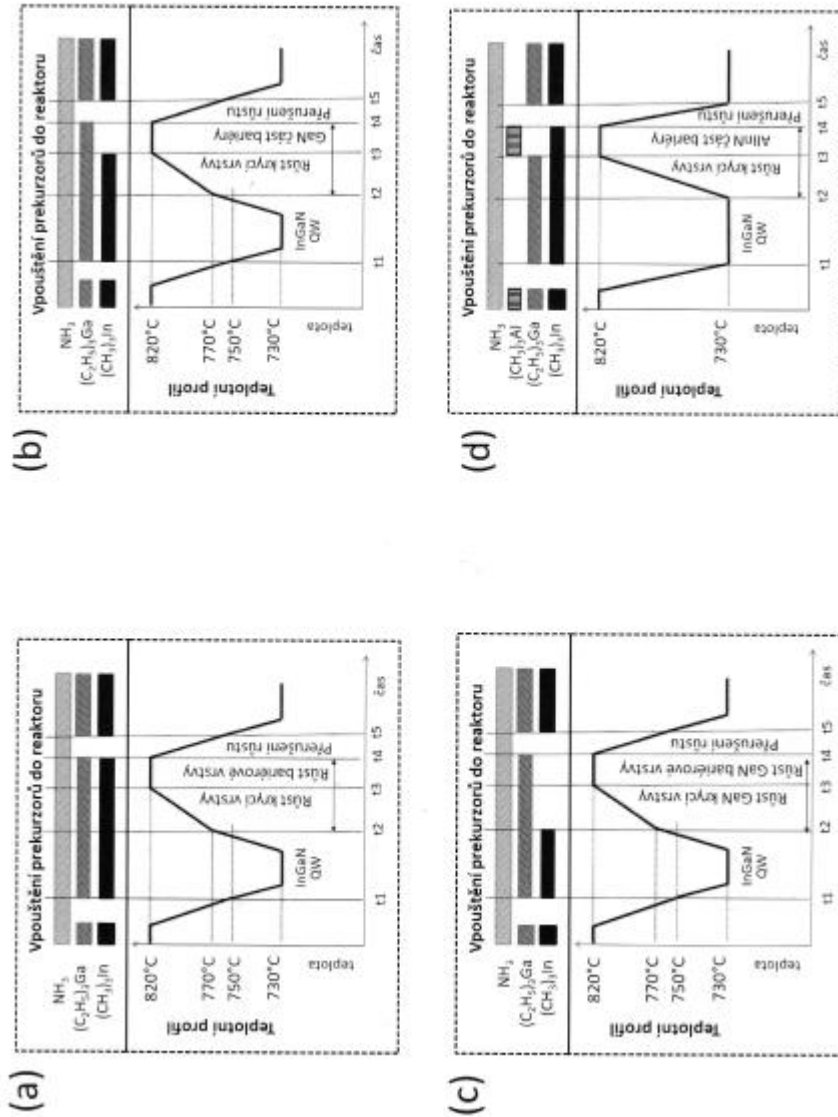 (a)
Vpouštění prekurzorů do reaktoru
NH₃
(C₂H₅)₃Ga
(CH₃)₃In
820°C
770°C
750°C
730°C
Teplotní profil
teplota
InGaN
QW
Růst krycí vrstvy
Růst bariérové vrstvy
Přerušení růstu
t1
t2
t3
t4
t5
čas
(b)
Vpouštění prekurzorů do reaktoru
NH₃
(C₂H₅)₃Ga
(CH₃)₃In
820°C
770°C
750°C
730°C
Teplotní profil
teplota
InGaN
QW
Růst krycí vrstvy
GaN část bariéry
Přerušení růstu
t1
t2
t3
t4
t5
čas
(c)
Vpouštění prekurzorů do reaktoru
NH₃
(C₂H₅)₃Ga
(CH₃)₃In
820°C
770°C
750°C
730°C
Teplotní profil
teplota
InGaN
QW
Růst GaN krycí vrstvy
Růst GaN bariérové vrstvy
Přerušení růstu
t1
t2
t3
t4
t5
čas
(d)
Vpouštění prekurzorů do reaktoru
NH₃
(CH₃)₃Al
(C₂H₅)₃Ga
(CH₃)₃In
820°C
730°C
Teplotní profil
teplota
InGaN
QW
Růst krycí vrstvy
AlInN část bariéry
Přerušení růstu
t1
t2
t3
t4
t5
čas